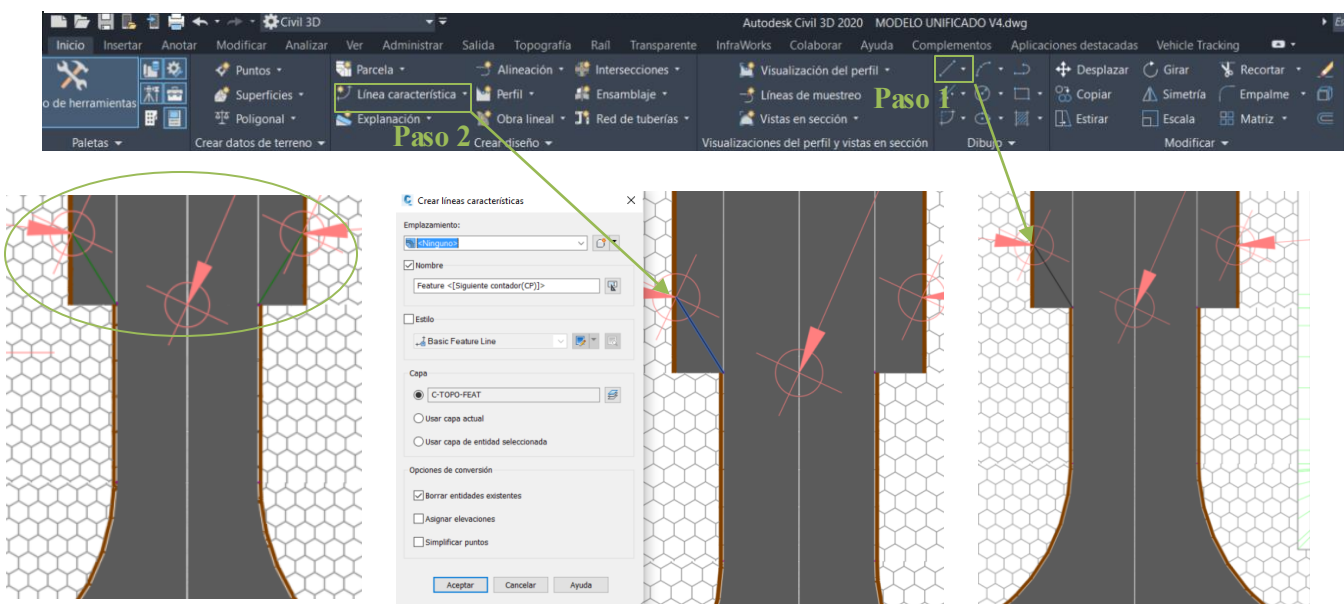 Civil 3D
Autodesk Civil 3D 2020 MODELO UNIFICADO V4.dwg
Inicio Insertar Anotar Modificar Analizar Ver Administrar Salida Topografía Raíl Transparente InfraWorks Colaborar Ayuda Complementos Aplicaciones destacadas Vehicle Tracking
Puntos Parcela Alineación Intersecciones Visualización del perfil Desplazar Girar Recortar
o de herramientas Superficies Línea característica Perfil Ensamblaje Líneas de muestreo Paso 1 Copiar Simetría Empalme
Poligonal Explanación Obra lineal Red de tuberías Vistas en sección Estirar Escala Matriz
Paso 2
Paletas Crear datos de terreno Crear diseño Visualizaciones del perfil y vistas en sección Dibujo Modificar
Crear líneas características
Emplazamiento:
<Ninguno>
Nombre
Feature <[Siguiente contador(CP)]>
Estilo
Basic Feature Line
Capa
C-TOPO-FEAT
Usar capa actual
Usar capa de entidad seleccionada
Opciones de conversión
Borrar entidades existentes
Asignar elevaciones
Simplificar puntos
Aceptar Cancelar Ayuda